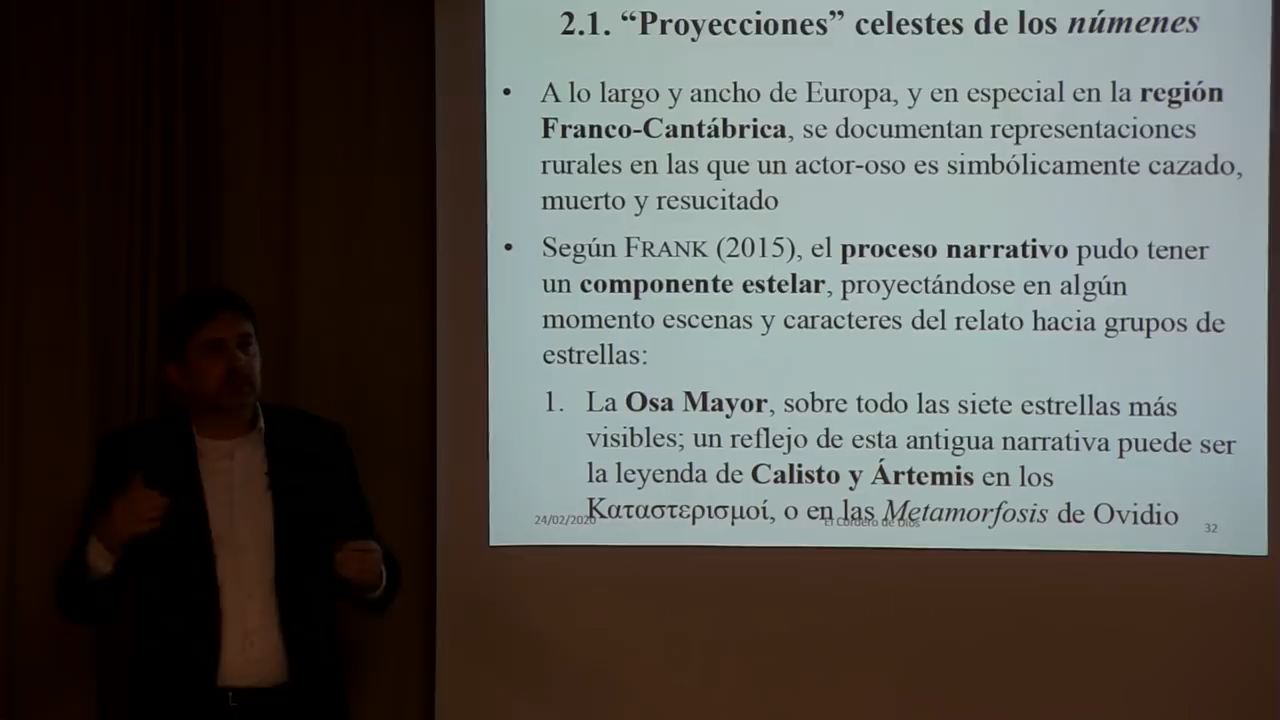 2.1. “Proyecciones” celestes de los númenes
• A lo largo y ancho de Europa, y en especial en la región
Franco-Cantábrica, se documentan representaciones
rurales en las que un actor-oso es simbólicamente cazado,
muerto y resucitado
• Según FRANK (2015), el proceso narrativo pudo tener
un componente estelar, proyectándose en algún
momento escenas y caracteres del relato hacia grupos de
estrellas:
1. La Osa Mayor, sobre todo las siete estrellas más
visibles; un reflejo de esta antigua narrativa puede ser
la leyenda de Calisto y Ártemis en los
Καταστερισμοί, o en las Metamorfosis de Ovidio
24/02/2020 El Cordero de Dios 32